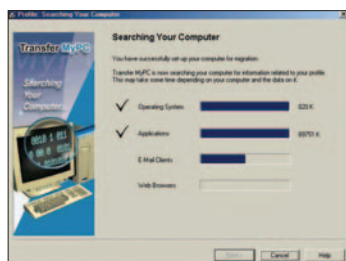 Profile: Searching Your Computer
Transfer MyPC
Searching
Your
Computer...
Searching Your Computer
You have successfully set up your computer for migration.
Transfer MyPC is now searching your computer for information related to your profile.
This may take some time depending on your computer and the data on it.
Operating System
Applications
E-Mail Clients
Web Browsers
Cancel
Help